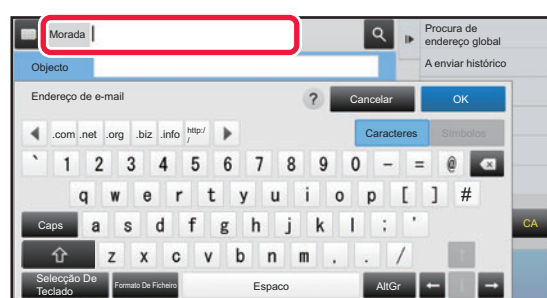 Morada
Procura de
endereço global
Objecto
A enviar histórico
Endereço de e-mail
? Cancelar OK
.com .net .org .biz .info http:/
/
Caracteres Símbolos
` 1 2 3 4 5 6 7 8 9 0 - = @
q w e r t y u i o p [ ] #
Caps a s d f g h j k l ; '
CA
z x c v b n m . . /
Selecção De
Teclado
Formato De Ficheiro
Espaco
AltGr